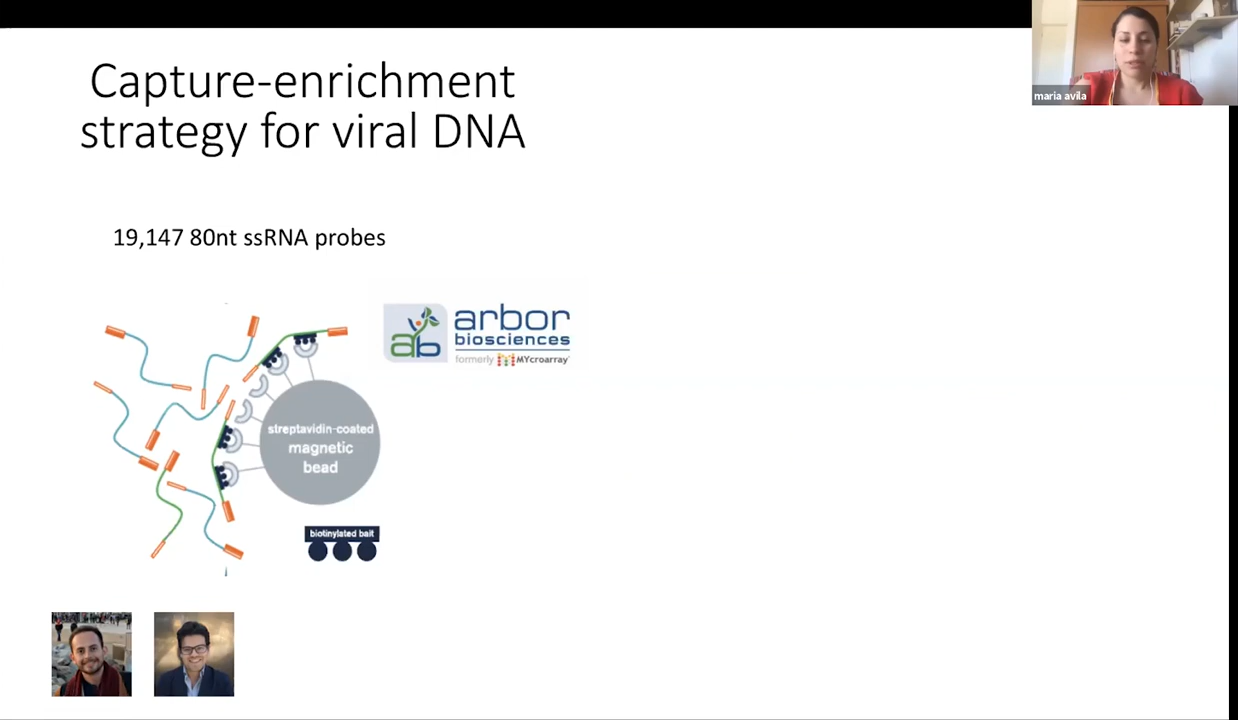 Capture-enrichment
strategy for viral DNA
maria avila
19,147 80nt ssRNA probes
arbor
biosciences
ab
formerly MYcroarray
streptavidin-coated
magnetic
bead
biotinylated bait